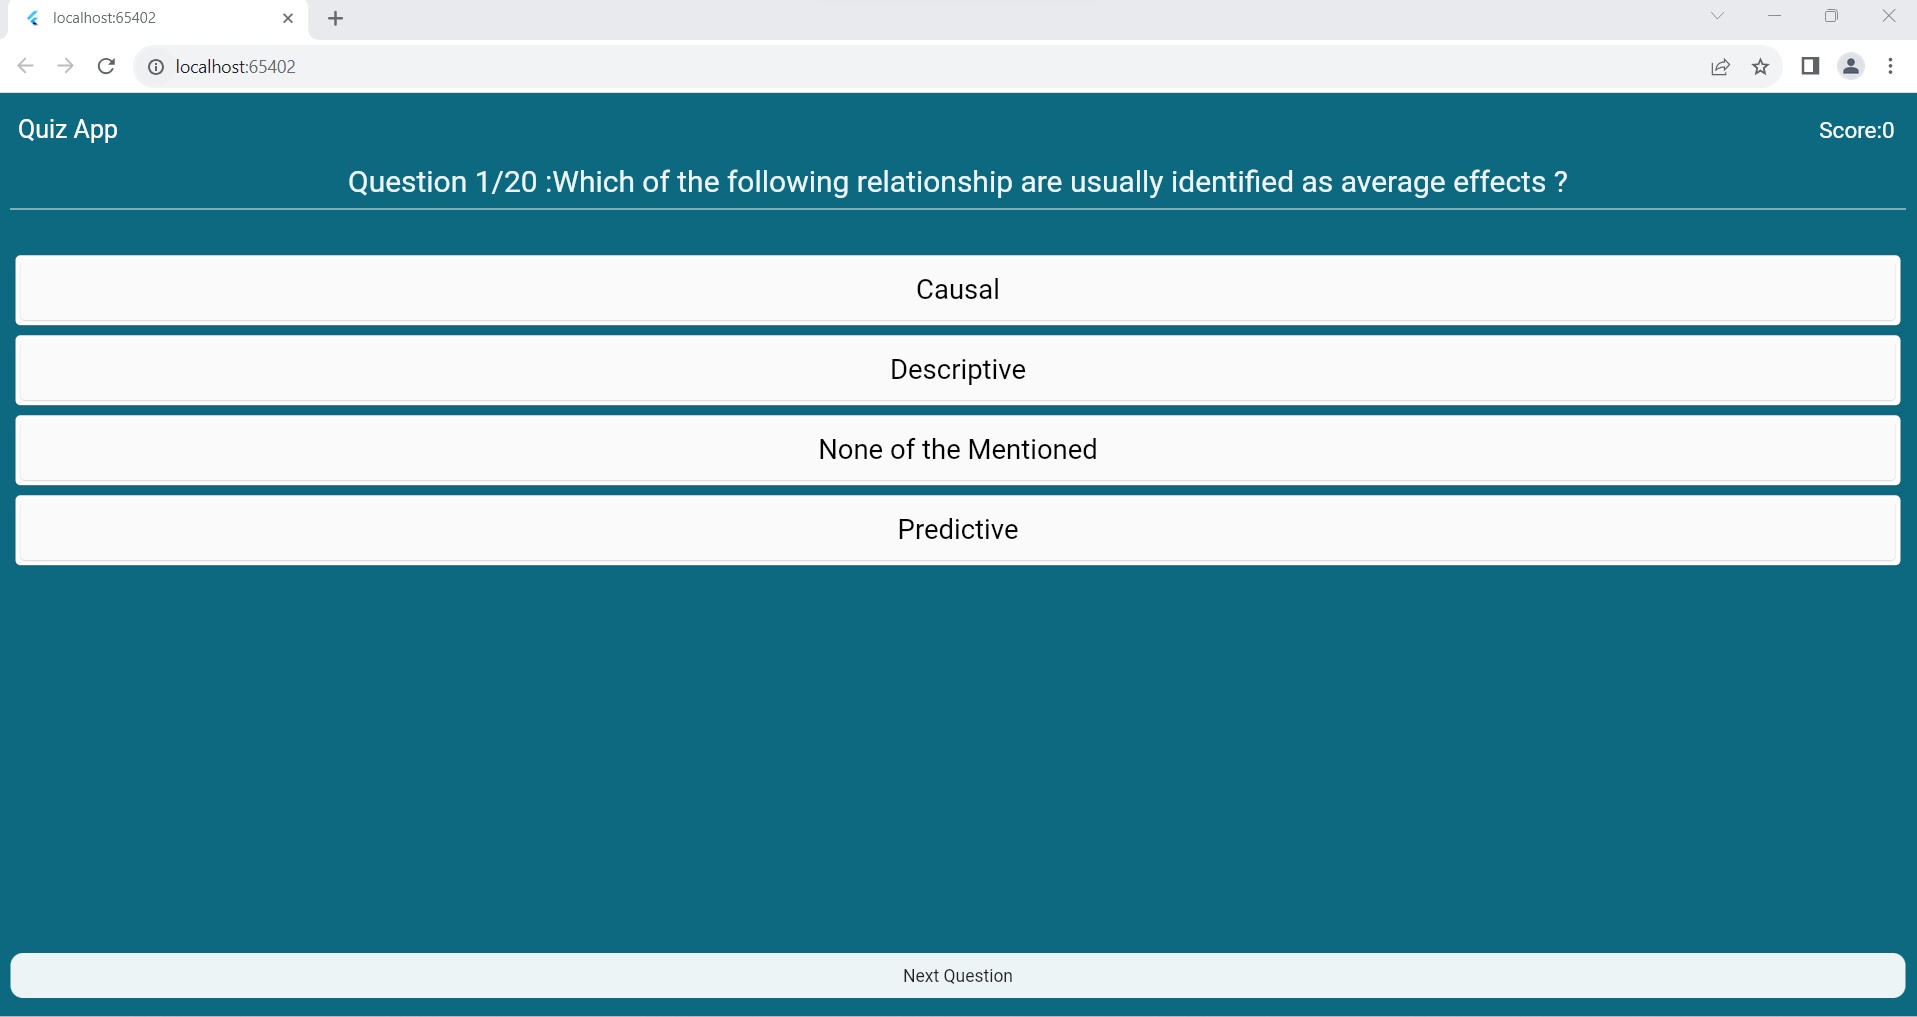 localhost:65402
localhost:65402
Quiz App
Score:0
Question 1/20 :Which of the following relationship are usually identified as average effects ?
Causal
Descriptive
None of the Mentioned
Predictive
Next Question